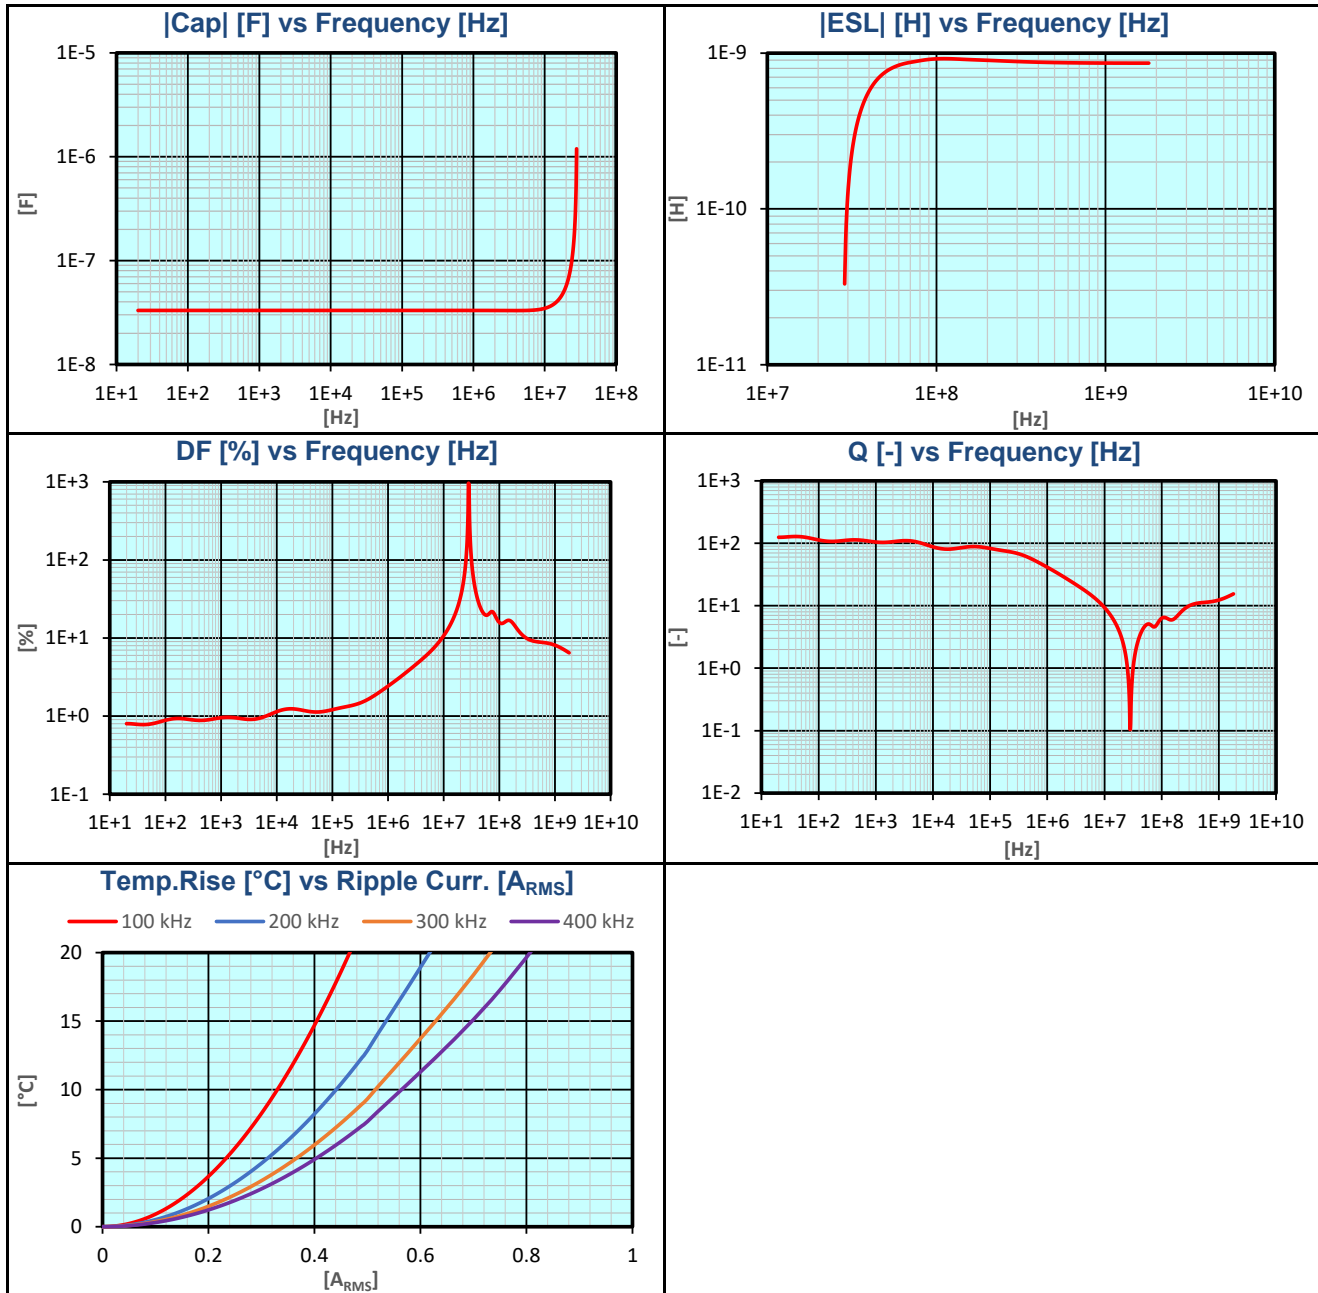 |Cap| [F] vs Frequency [Hz]
1E-5
1E-6
1E-7
1E-8
[F]
1E+1 1E+2 1E+3 1E+4 1E+5 1E+6 1E+7 1E+8
[Hz]
|ESL| [H] vs Frequency [Hz]
1E-9
1E-10
1E-11
[H]
1E+7 1E+8 1E+9 1E+10
[Hz]
DF [%] vs Frequency [Hz]
1E+3
1E+2
1E+1
1E+0
1E-1
[%]
1E+1 1E+2 1E+3 1E+4 1E+5 1E+6 1E+7 1E+8 1E+9 1E+10
[Hz]
Q [-] vs Frequency [Hz]
1E+3
1E+2
1E+1
1E+0
1E-1
1E-2
[-]
1E+1 1E+2 1E+3 1E+4 1E+5 1E+6 1E+7 1E+8 1E+9 1E+10
[Hz]
Temp.Rise [°C] vs Ripple Curr. [ARMS]
100 kHz 200 kHz 300 kHz 400 kHz
20
15
10
5
0
[°C]
0 0.2 0.4 0.6 0.8 1
[ARMS]